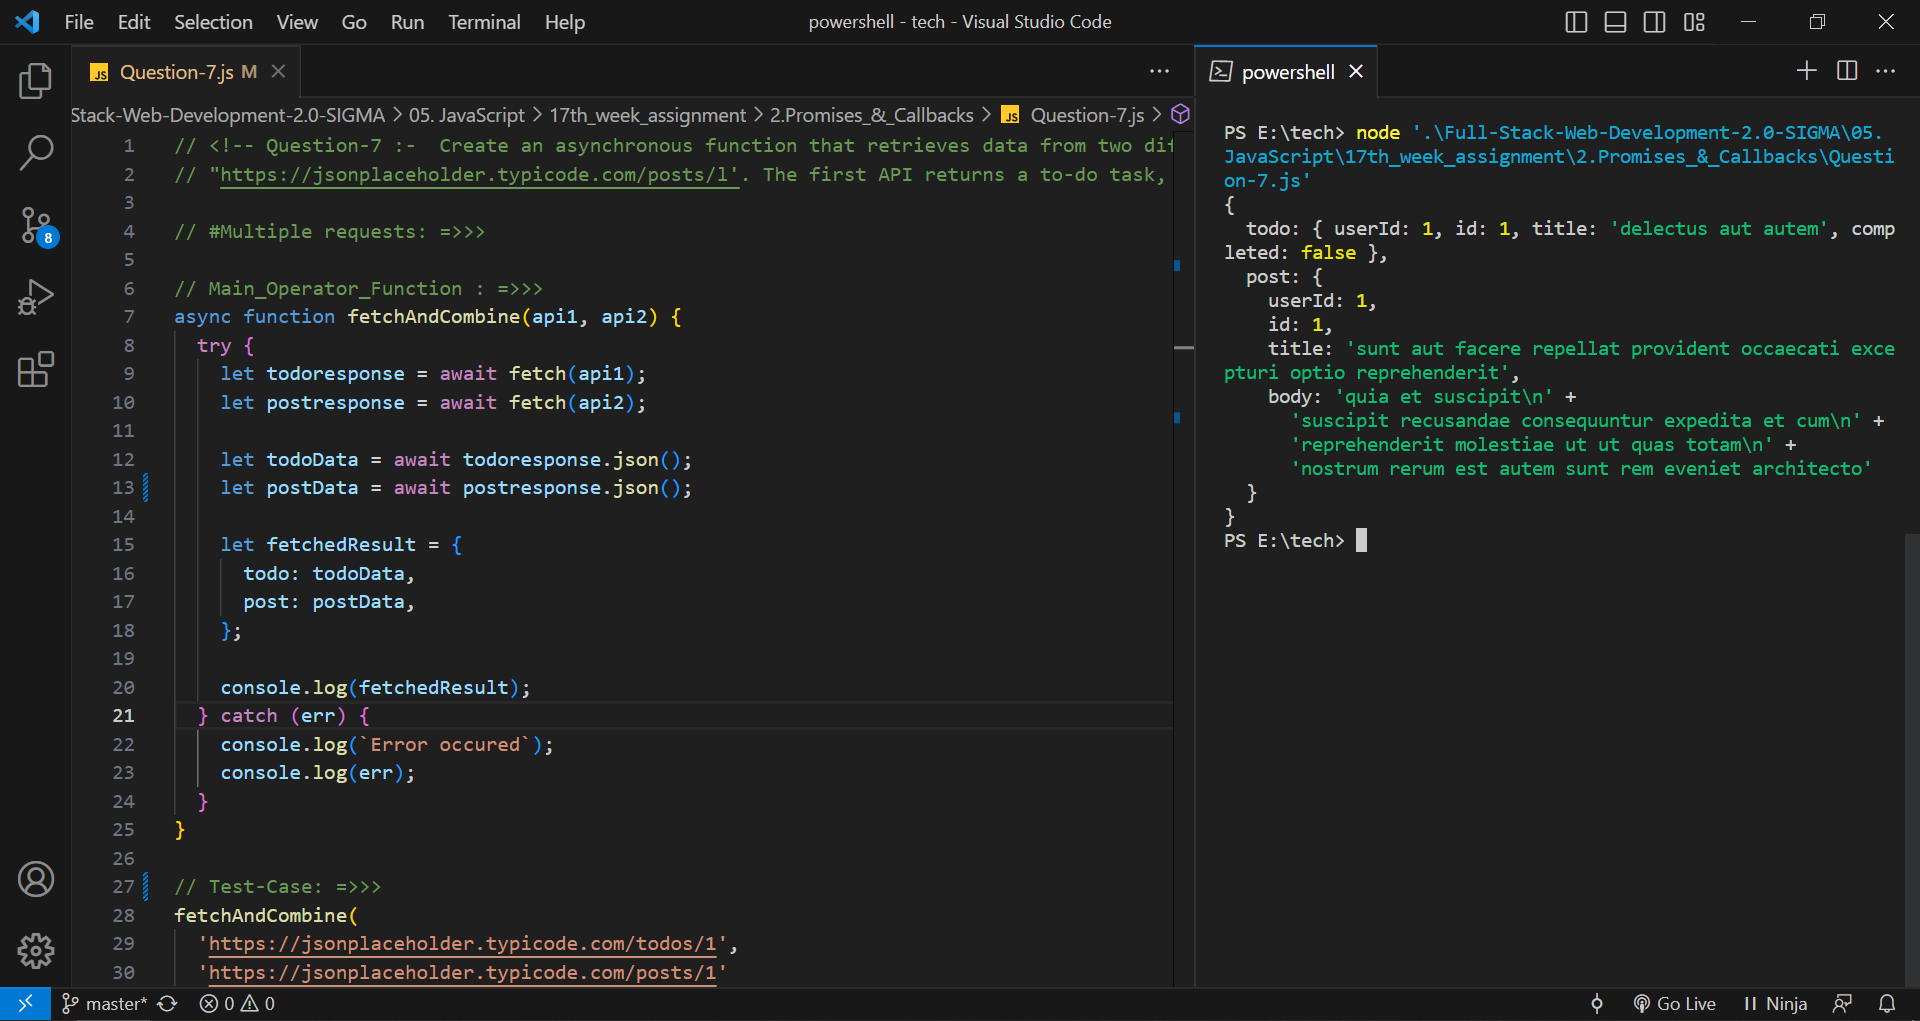 File Edit Selection View Go Run Terminal Help
powershell - tech - Visual Studio Code
JS Question-7.js M
Stack-Web-Development-2.0-SIGMA > 05. JavaScript > 17th_week_assignment > 2.Promises_&_Callbacks > JS Question-7.js >
1 // <!-- Question-7 :-  Create an asynchronous function that retrieves data from two dif
2 // "https://jsonplaceholder.typicode.com/posts/l'. The first API returns a to-do task,
3
4 // #Multiple requests: =>>>
5
6 // Main_Operator_Function : =>>>
7 async function fetchAndCombine(api1, api2) {
8   try {
9     let todoresponse = await fetch(api1);
10     let postresponse = await fetch(api2);
11
12     let todoData = await todoresponse.json();
13     let postData = await postresponse.json();
14
15     let fetchedResult = {
16       todo: todoData,
17       post: postData,
18     };
19
20     console.log(fetchedResult);
21   } catch (err) {
22     console.log(`Error occured`);
23     console.log(err);
24   }
25 }
26
27 // Test-Case: =>>>
28 fetchAndCombine(
29   'https://jsonplaceholder.typicode.com/todos/1',
30   'https://jsonplaceholder.typicode.com/posts/1'
powershell
PS E:\tech> node '.\Full-Stack-Web-Development-2.0-SIGMA\05.
JavaScript\17th_week_assignment\2.Promises_&_Callbacks\Questi
on-7.js'
{
  todo: { userId: 1, id: 1, title: 'delectus aut autem', comp
leted: false },
  post: {
    userId: 1,
    id: 1,
    title: 'sunt aut facere repellat provident occaecati exce
pturi optio reprehenderit',
    body: 'quia et suscipit\n' +
      'suscipit recusandae consequuntur expedita et cum\n' +
      'reprehenderit molestiae ut ut quas totam\n' +
      'nostrum rerum est autem sunt rem eveniet architecto'
  }
}
PS E:\tech>
8
master* 0 0 Go Live Ninja